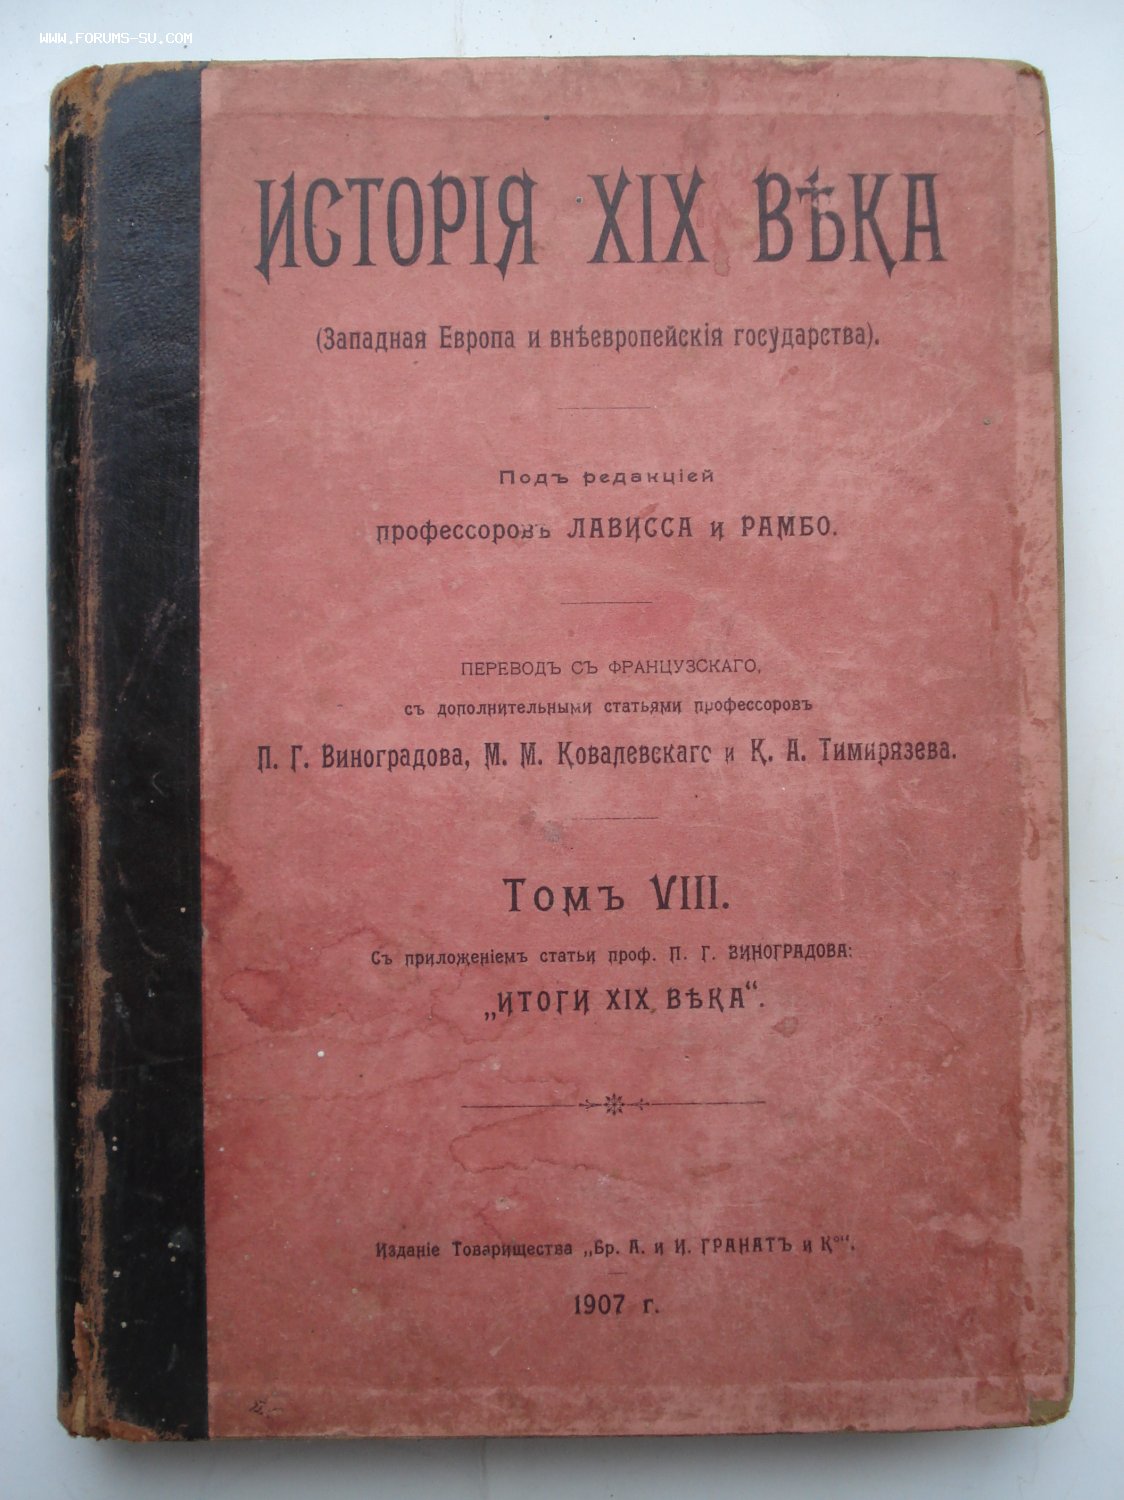 WWW.FORUMS-SU.COM
ИСТОРІЯ XIX ВѢКА
(Западная Европа и внѣевропейскія государства).
Подъ редакціей
профессоровъ ЛАВИССА и РАМБО.
ПЕРЕВОДЪ СЪ ФРАНЦУЗСКАГО,
съ дополнительными статьями профессоровъ
П. Г. Виноградова, М. М. Ковалевскаго и К. А. Тимирязева.
Томъ VIII.
Съ приложеніемъ статьи проф. П. Г. ВИНОГРАДОВА:
„ИТОГИ XIX ВѢКА“.
Изданіе Товарищества „Бр. А. и И. ГРАНАТЪ и Кº“.
1907 г.